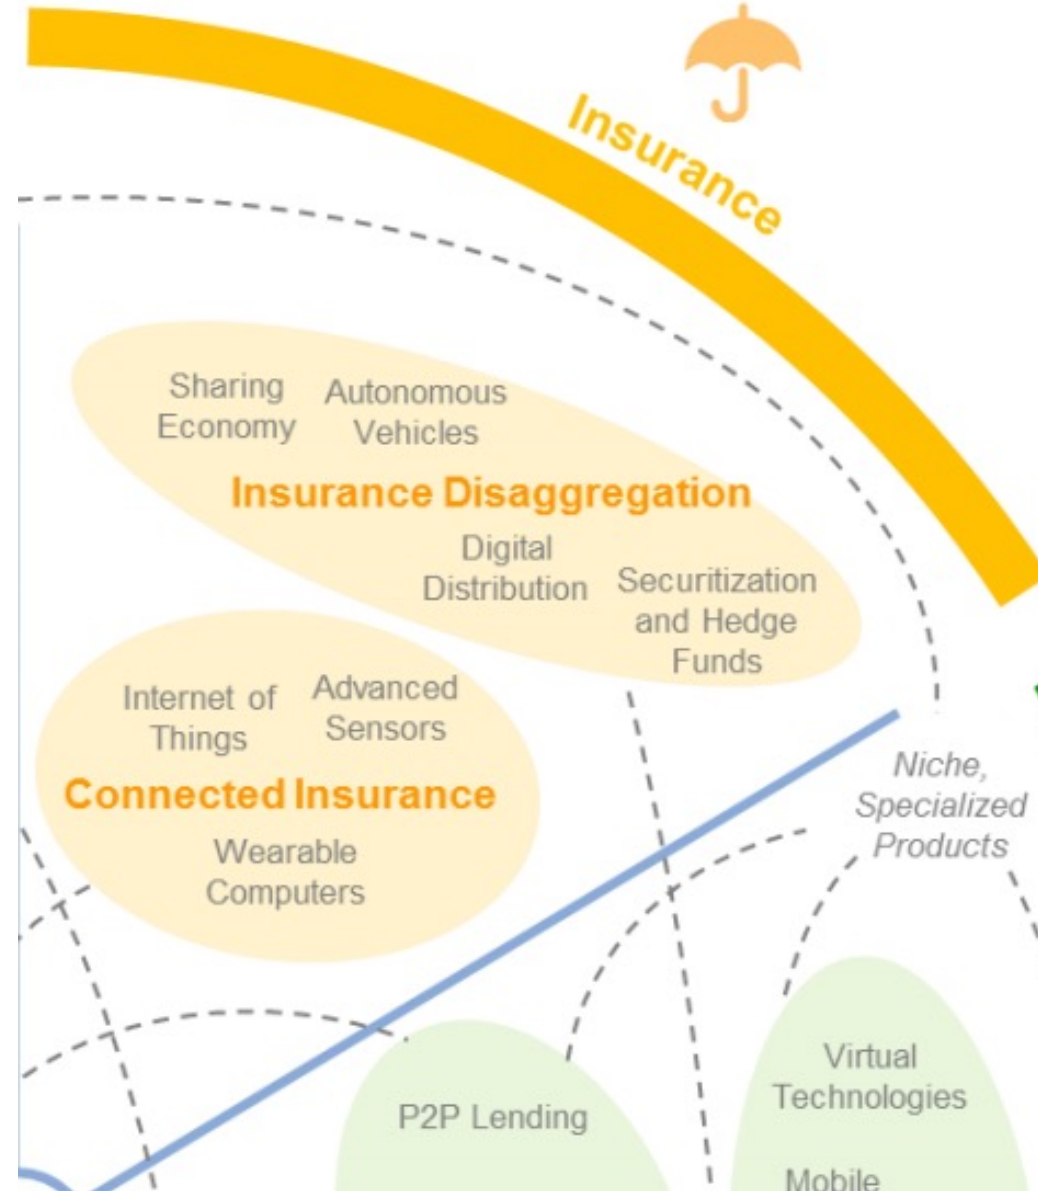 Insurance
Sharing
Economy
Autonomous
Vehicles
Insurance Disaggregation
Digital
Distribution
Securitization
and Hedge
Funds
Internet of
Things
Advanced
Sensors
Connected Insurance
Wearable
Computers
Niche,
Specialized
Products
P2P Lending
Virtual
Technologies
Mobile